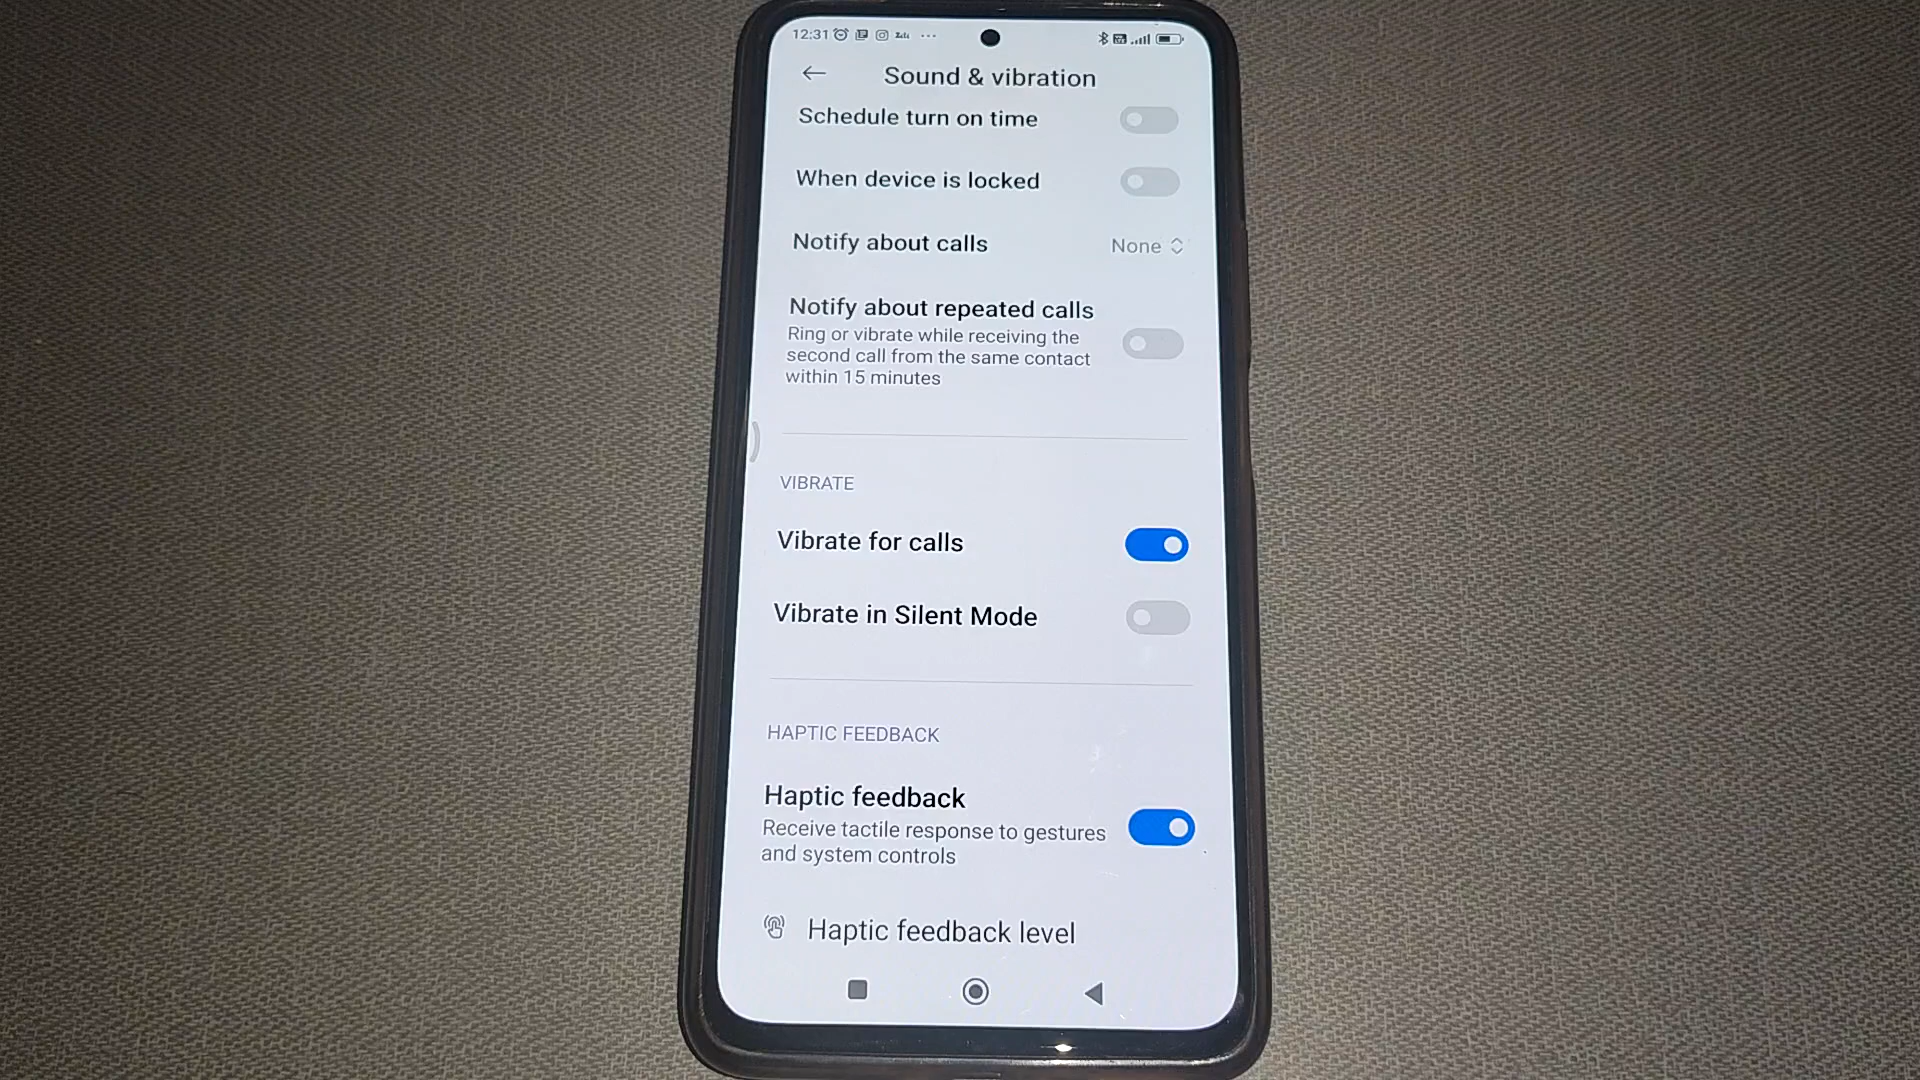 12:31
Sound & vibration
Schedule turn on time
When device is locked
Notify about calls None
Notify about repeated calls
Ring or vibrate while receiving the
second call from the same contact
within 15 minutes
VIBRATE
Vibrate for calls
Vibrate in Silent Mode
HAPTIC FEEDBACK
Haptic feedback
Receive tactile response to gestures
and system controls
Haptic feedback level